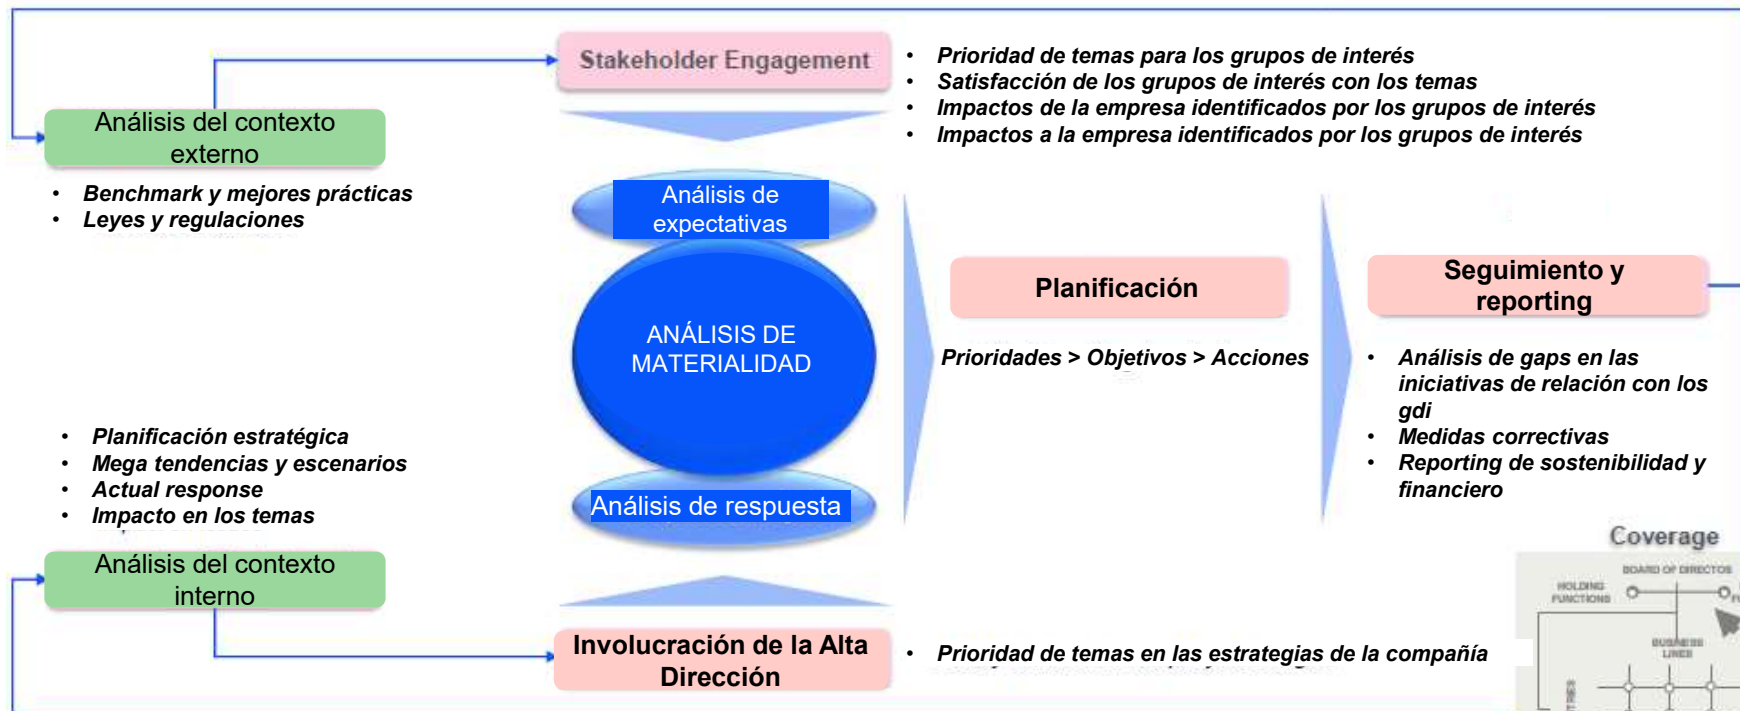 Stakeholder Engagement
• Prioridad de temas para los grupos de interés
• Satisfacción de los grupos de interés con los temas
• Impactos de la empresa identificados por los grupos de interés
• Impactos a la empresa identificados por los grupos de interés
Análisis del contexto
externo
• Benchmark y mejores prácticas
• Leyes y regulaciones
Análisis de
expectativas
ANÁLISIS DE
MATERIALIDAD
Análisis de respuesta
Planificación
Prioridades > Objetivos > Acciones
Seguimiento y
reporting
• Análisis de gaps en las
iniciativas de relación con los
gdi
• Medidas correctivas
• Reporting de sostenibilidad y
financiero
• Planificación estratégica
• Mega tendencias y escenarios
• Actual response
• Impacto en los temas
Análisis del contexto
interno
Involucración de la Alta
Dirección
• Prioridad de temas en las estrategias de la compañía
Coverage
BOARD OF DIRECTOS
HOLDING
FUNCTIONS
BUSINESS
LINES